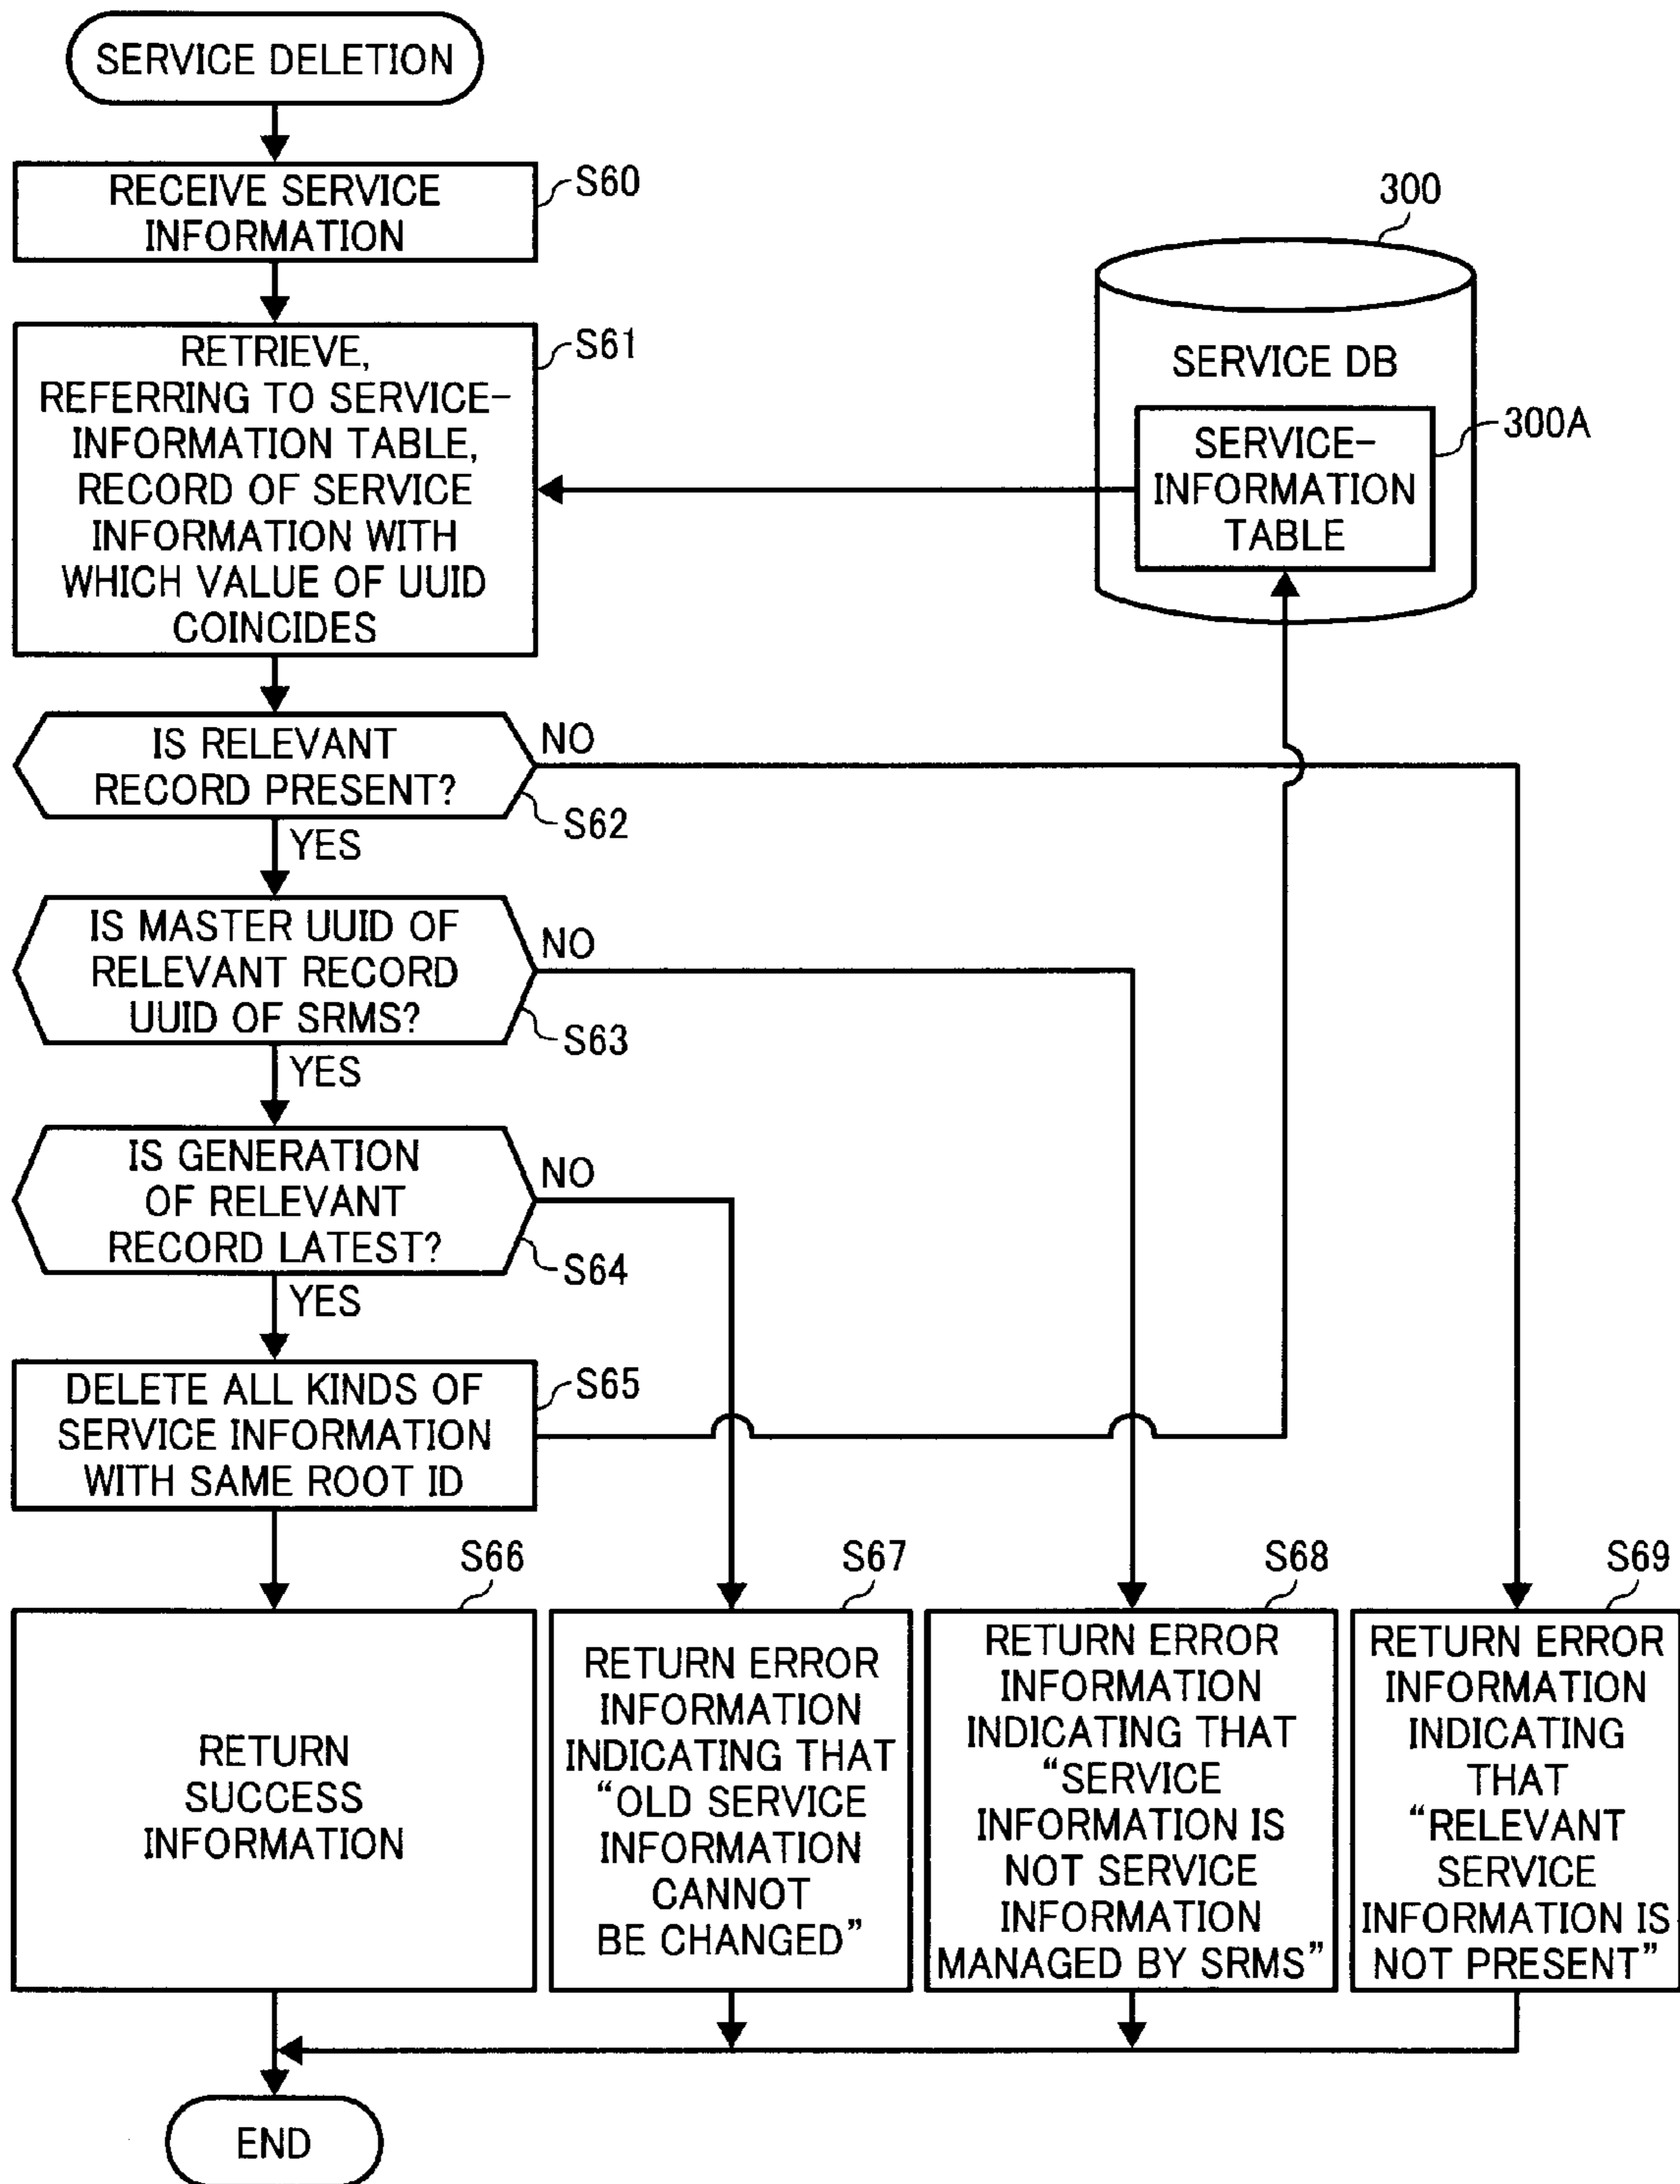 SERVICE DELETION
RECEIVE SERVICE
INFORMATION
S60
RETRIEVE,
REFERRING TO SERVICE-
INFORMATION TABLE,
RECORD OF SERVICE
INFORMATION WITH
WHICH VALUE OF UUID
COINCIDES
S61
300
SERVICE DB
SERVICE-
INFORMATION
TABLE
300A
IS RELEVANT
RECORD PRESENT?
NO
S62
YES
IS MASTER UUID OF
RELEVANT RECORD
UUID OF SRMS?
NO
S63
YES
IS GENERATION
OF RELEVANT
RECORD LATEST?
NO
S64
YES
DELETE ALL KINDS OF
SERVICE INFORMATION
WITH SAME ROOT ID
S65
S66
RETURN
SUCCESS
INFORMATION
S67
RETURN ERROR
INFORMATION
INDICATING THAT
“OLD SERVICE
INFORMATION
CANNOT
BE CHANGED”
S68
RETURN ERROR
INFORMATION
INDICATING THAT
“SERVICE
INFORMATION IS
NOT SERVICE
INFORMATION
MANAGED BY SRMS”
S69
RETURN ERROR
INFORMATION
INDICATING
THAT
“RELEVANT
SERVICE
INFORMATION IS
NOT PRESENT”
END